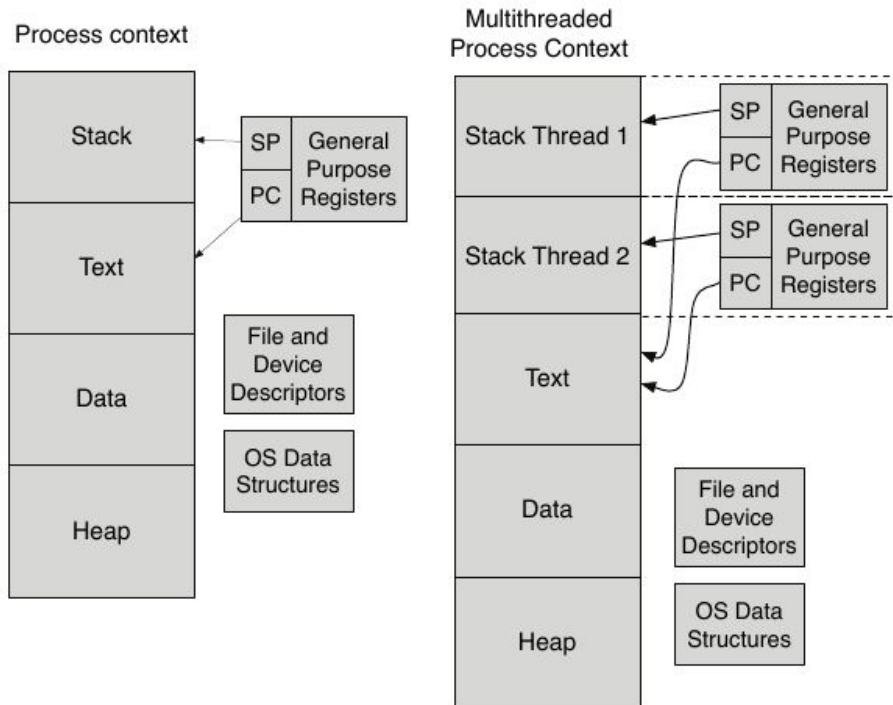 Process context
Stack
Text
Data
Heap
SP
PC
General
Purpose
Registers
File and
Device
Descriptors
OS Data
Structures
Multithreaded
Process Context
Stack Thread 1
Stack Thread 2
Text
Data
Heap
SP
PC
General
Purpose
Registers
SP
PC
General
Purpose
Registers
File and
Device
Descriptors
OS Data
Structures